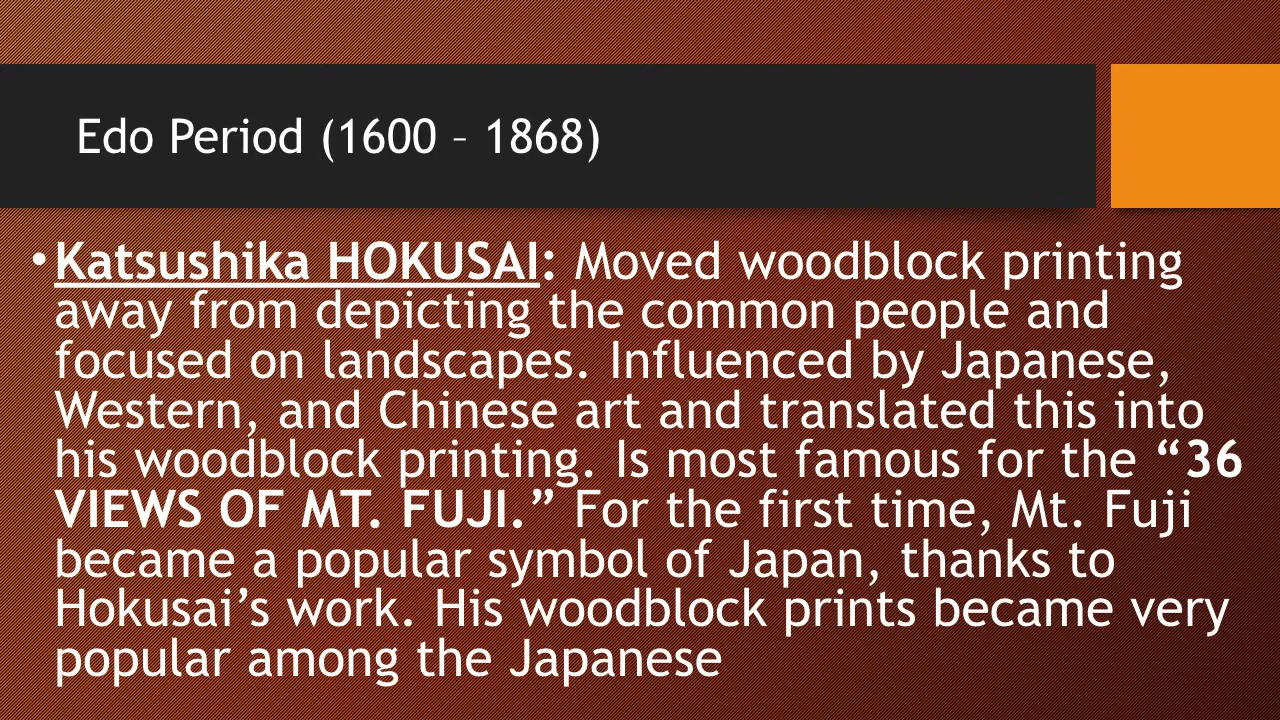 Edo Period (1600 – 1868)
•Katsushika HOKUSAI: Moved woodblock printing
away from depicting the common people and
focused on landscapes. Influenced by Japanese,
Western, and Chinese art and translated this into
his woodblock printing. Is most famous for the “36
VIEWS OF MT. FUJI.” For the first time, Mt. Fuji
became a popular symbol of Japan, thanks to
Hokusai’s work. His woodblock prints became very
popular among the Japanese